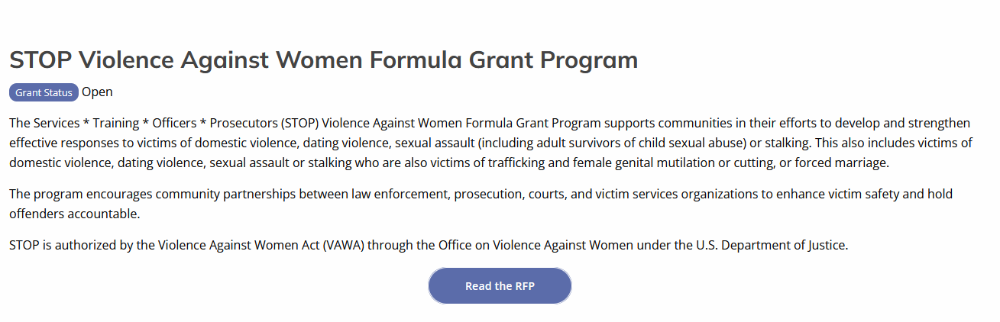 STOP Violence Against Women Formula Grant Program
Grant Status Open
The Services * Training * Officers * Prosecutors (STOP) Violence Against Women Formula Grant Program supports communities in their efforts to develop and strengthen
effective responses to victims of domestic violence, dating violence, sexual assault (including adult survivors of child sexual abuse) or stalking. This also includes victims of
domestic violence, dating violence, sexual assault or stalking who are also victims of trafficking and female genital mutilation or cutting, or forced marriage.
The program encourages community partnerships between law enforcement, prosecution, courts, and victim services organizations to enhance victim safety and hold
offenders accountable.
STOP is authorized by the Violence Against Women Act (VAWA) through the Office on Violence Against Women under the U.S. Department of Justice.
Read the RFP